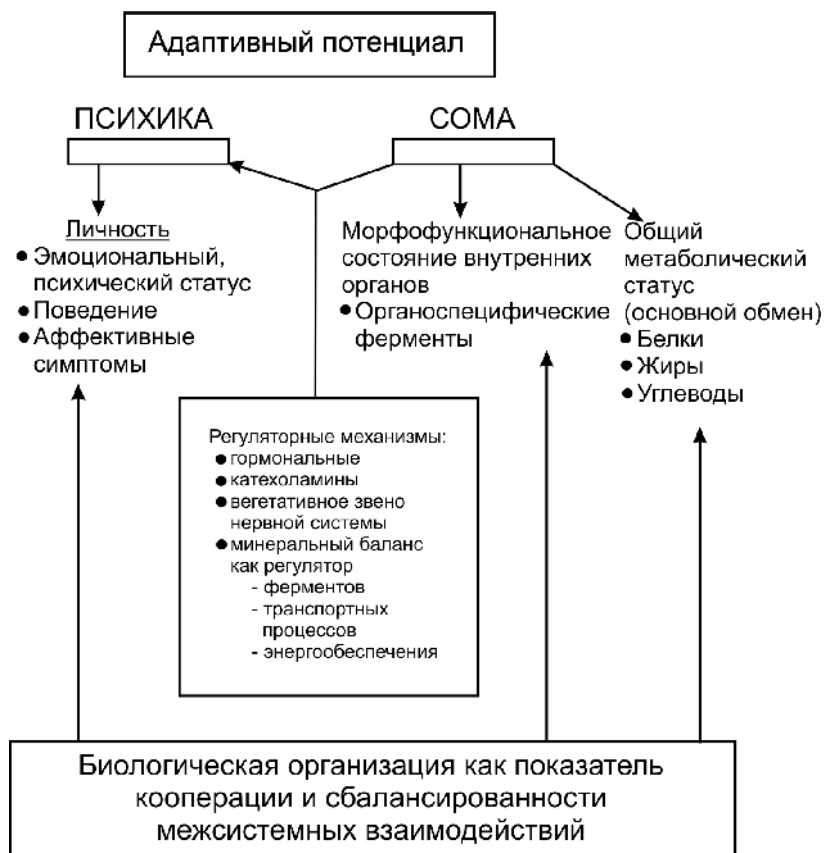 Адаптивный потенциал
ПСИХИКА
СОМА
Личность
● Эмоциональный,
психический статус
● Поведение
● Аффективные
симптомы
Морфофункциональное
состояние внутренних
органов
● Органоспецифические
ферменты
Общий
метаболический
статус
(основной обмен)
● Белки
● Жиры
● Углеводы
Регуляторные механизмы:
● гормональные
● катехоламины
● вегетативное звено
нервной системы
● минеральный баланс
как регулятор
- ферментов
- транспортных
процессов
- энергообеспечения
Биологическая организация как показатель
кооперации и сбалансированности
межсистемных взаимодействий